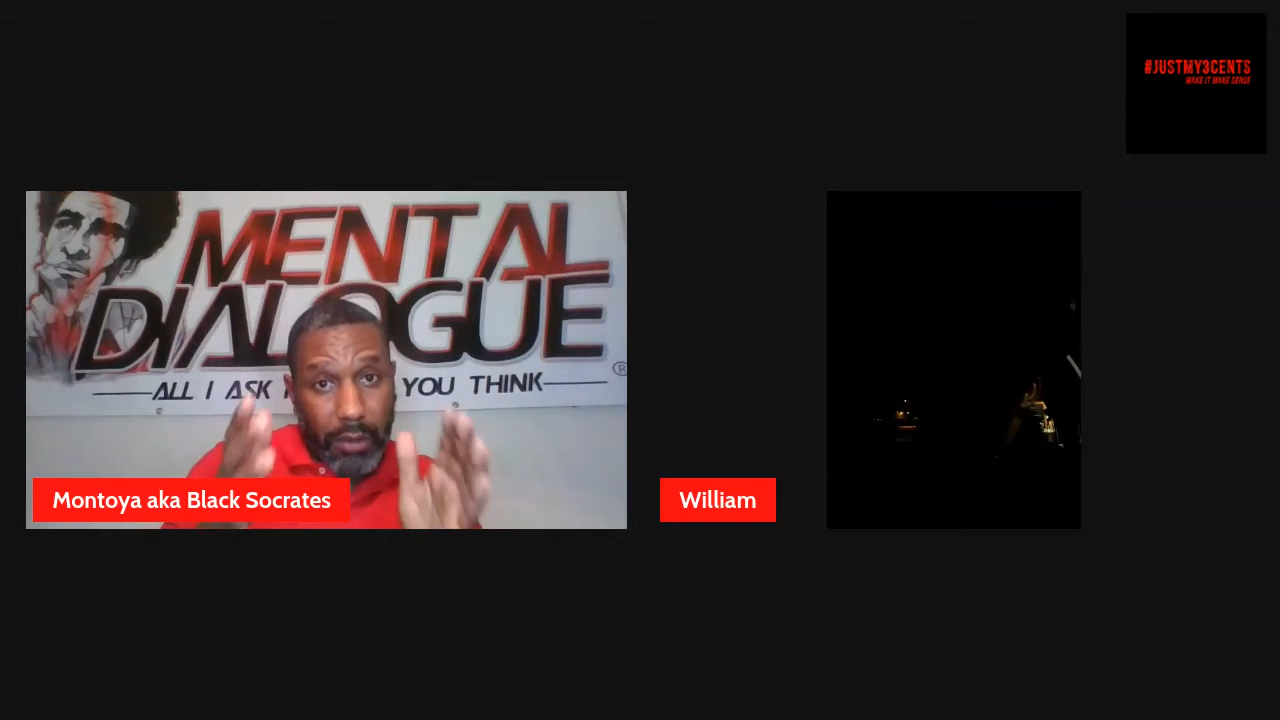 #JUSTMY3CENTS
MAKE IT MAKE SENSE
MENTAL
DIALOGUE
ALL I ASK YOU THINK
®
Montoya aka Black Socrates
William